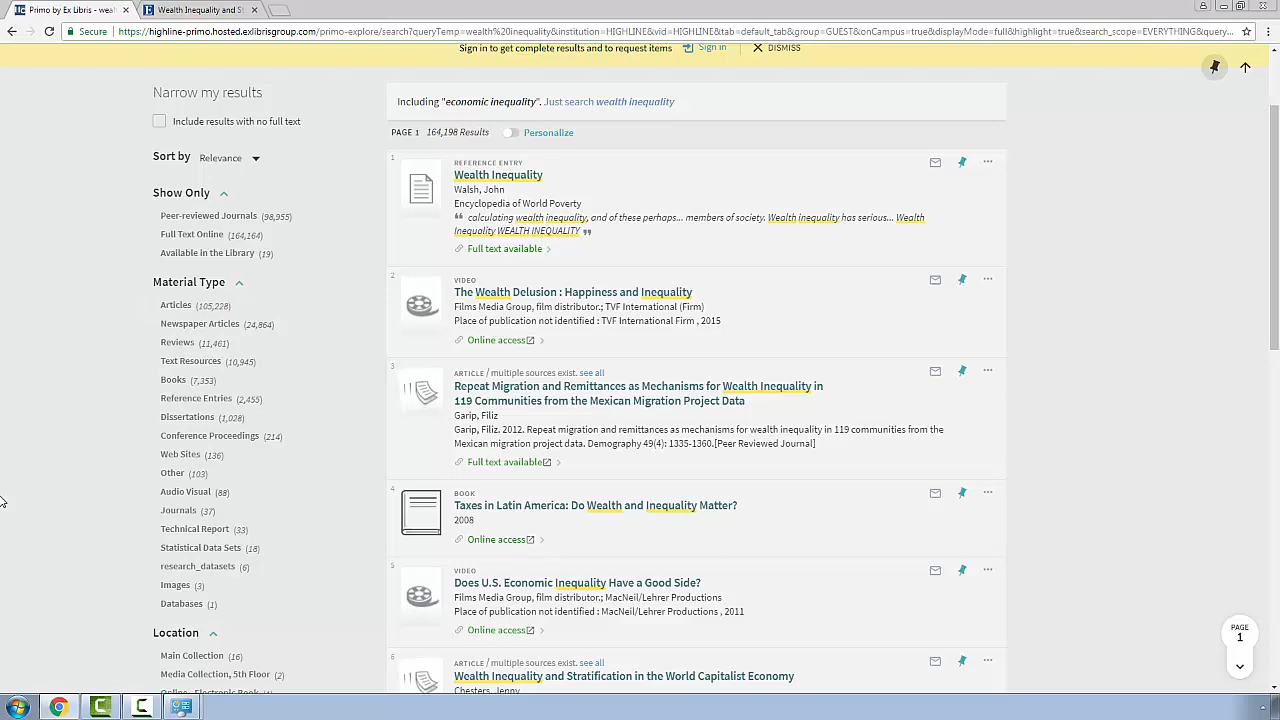 Primo by Ex Libris - weal
Wealth Inequality and St
Secure
https://highline-primo.hosted.exlibrisgroup.com/primo-explore/search?queryTemp=wealth%20inequality&institution=HIGHLINE&vid=HIGHLINE&tab=default_tab&group=GUEST&onCampus=true&displayMode=full&highlight=true&search_scope=EVERYTHING&query...
Sign in to get complete results and to request items Sign in DISMISS
Narrow my results
Include results with no full text
Sort by Relevance
Show Only
Peer-reviewed Journals (98,955)
Full Text Online (164,164)
Available in the Library (19)
Material Type
Articles (105,228)
Newspaper Articles (24,864)
Reviews (11,461)
Text Resources (10,945)
Books (7,353)
Reference Entries (2,455)
Dissertations (1,028)
Conference Proceedings (214)
Web Sites (136)
Other (103)
Audio Visual (88)
Journals (37)
Technical Report (33)
Statistical Data Sets (18)
research_datasets (6)
Images (3)
Databases (1)
Location
Main Collection (16)
Media Collection, 5th Floor (2)
Including "economic inequality". Just search wealth inequality
PAGE 1 164,198 Results Personalize
1
REFERENCE ENTRY
Wealth Inequality
Walsh, John
Encyclopedia of World Poverty
“ calculating wealth inequality, and of these perhaps... members of society. Wealth inequality has serious... Wealth
Inequality WEALTH INEQUALITY ”
Full text available
2
VIDEO
The Wealth Delusion : Happiness and Inequality
Films Media Group, film distributor.; TVF International (Firm)
Place of publication not identified : TVF International Firm , 2015
Online access
3
ARTICLE / multiple sources exist. see all
Repeat Migration and Remittances as Mechanisms for Wealth Inequality in
119 Communities from the Mexican Migration Project Data
Garip, Filiz
Garip, Filiz. 2012. Repeat migration and remittances as mechanisms for wealth inequality in 119 communities from the
Mexican migration project data. Demography 49(4): 1335-1360.[Peer Reviewed Journal]
Full text available
4
BOOK
Taxes in Latin America: Do Wealth and Inequality Matter?
2008
Online access
5
VIDEO
Does U.S. Economic Inequality Have a Good Side?
Films Media Group, film distributor.; MacNeil/Lehrer Productions
Place of publication not identified : MacNeil/Lehrer Productions , 2011
Online access
6
ARTICLE / multiple sources exist. see all
Wealth Inequality and Stratification in the World Capitalist Economy
Chesters, Jenny
PAGE
1